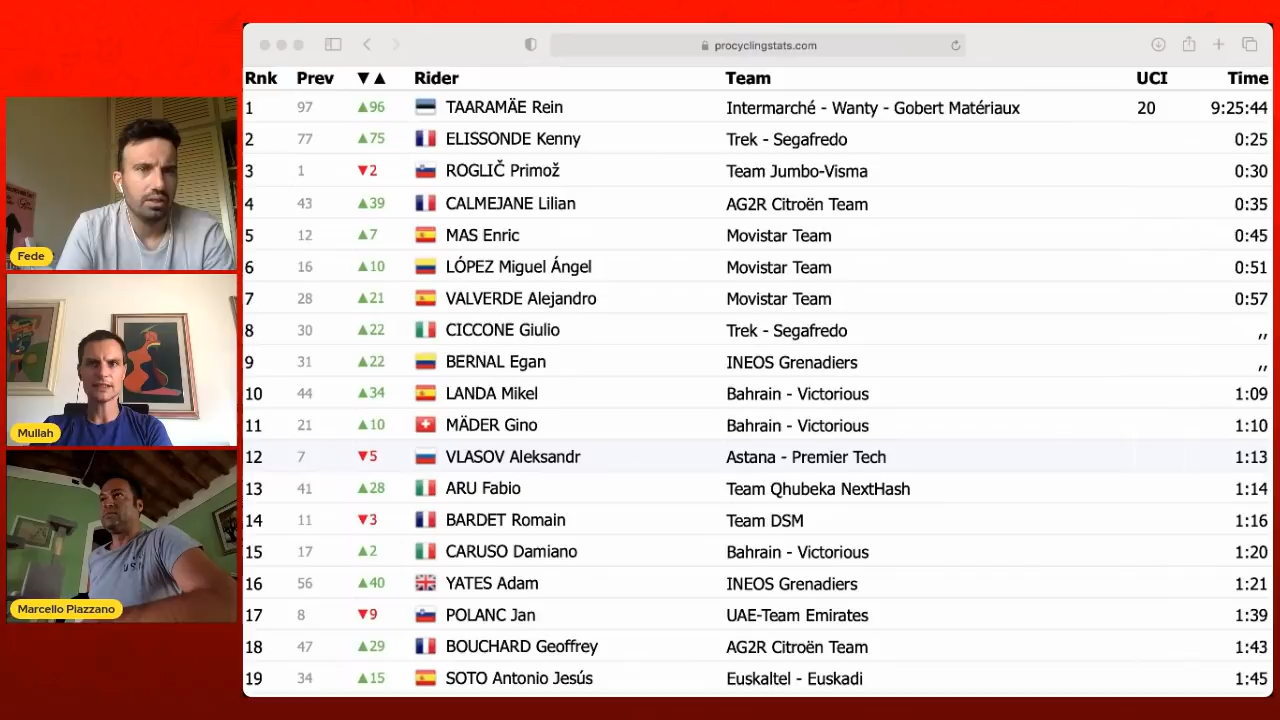 procyclingstats.com
Rnk Prev ▼▲ Rider Team UCI Time
1 97 ▲96 TAARAMÄE Rein Intermarché - Wanty - Gobert Matériaux 20 9:25:44
2 77 ▲75 ELISSONDE Kenny Trek - Segafredo 0:25
3 1 ▼2 ROGLIČ Primož Team Jumbo-Visma 0:30
4 43 ▲39 CALMEJANE Lilian AG2R Citroën Team 0:35
5 12 ▲7 MAS Enric Movistar Team 0:45
6 16 ▲10 LÓPEZ Miguel Ángel Movistar Team 0:51
7 28 ▲21 VALVERDE Alejandro Movistar Team 0:57
8 30 ▲22 CICCONE Giulio Trek - Segafredo ,,
9 31 ▲22 BERNAL Egan INEOS Grenadiers ,,
10 44 ▲34 LANDA Mikel Bahrain - Victorious 1:09
11 21 ▲10 MÄDER Gino Bahrain - Victorious 1:10
12 7 ▼5 VLASOV Aleksandr Astana - Premier Tech 1:13
13 41 ▲28 ARU Fabio Team Qhubeka NextHash 1:14
14 11 ▼3 BARDET Romain Team DSM 1:16
15 17 ▲2 CARUSO Damiano Bahrain - Victorious 1:20
16 56 ▲40 YATES Adam INEOS Grenadiers 1:21
17 8 ▼9 POLANC Jan UAE-Team Emirates 1:39
18 47 ▲29 BOUCHARD Geoffrey AG2R Citroën Team 1:43
19 34 ▲15 SOTO Antonio Jesús Euskaltel - Euskadi 1:45
Fede
Mullah
Marcello Piazzano